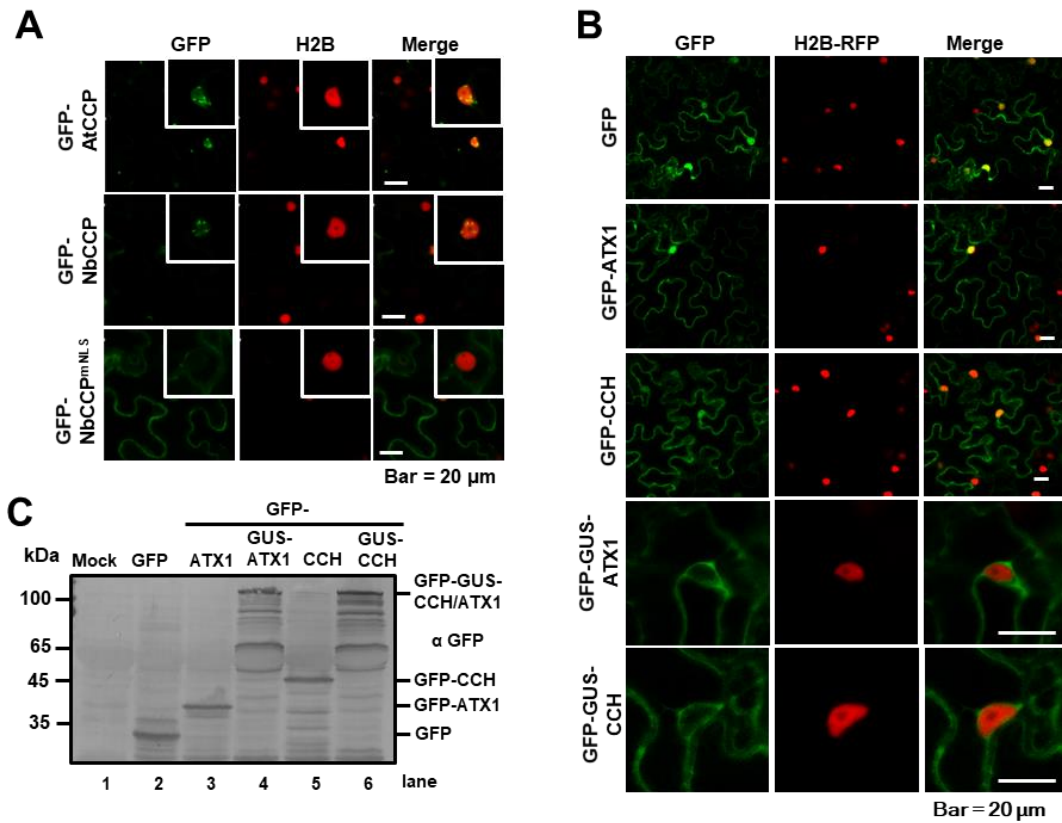 A
GFP
H2B
Merge
GFP-
AtCCP
GFP-
NbCCP
GFP-
NbCCPmNLS
Bar = 20 µm
B
GFP
H2B-RFP
Merge
GFP
GFP-ATX1
GFP-CCH
GFP-GUS-
ATX1
GFP-GUS-
CCH
Bar = 20 µm
C
GFP-
kDa
Mock
GFP
ATX1
GUS-
ATX1
CCH
GUS-
CCH
100
65
45
35
GFP-GUS-
CCH/ATX1
α GFP
GFP-CCH
GFP-ATX1
GFP
1 2 3 4 5 6 lane